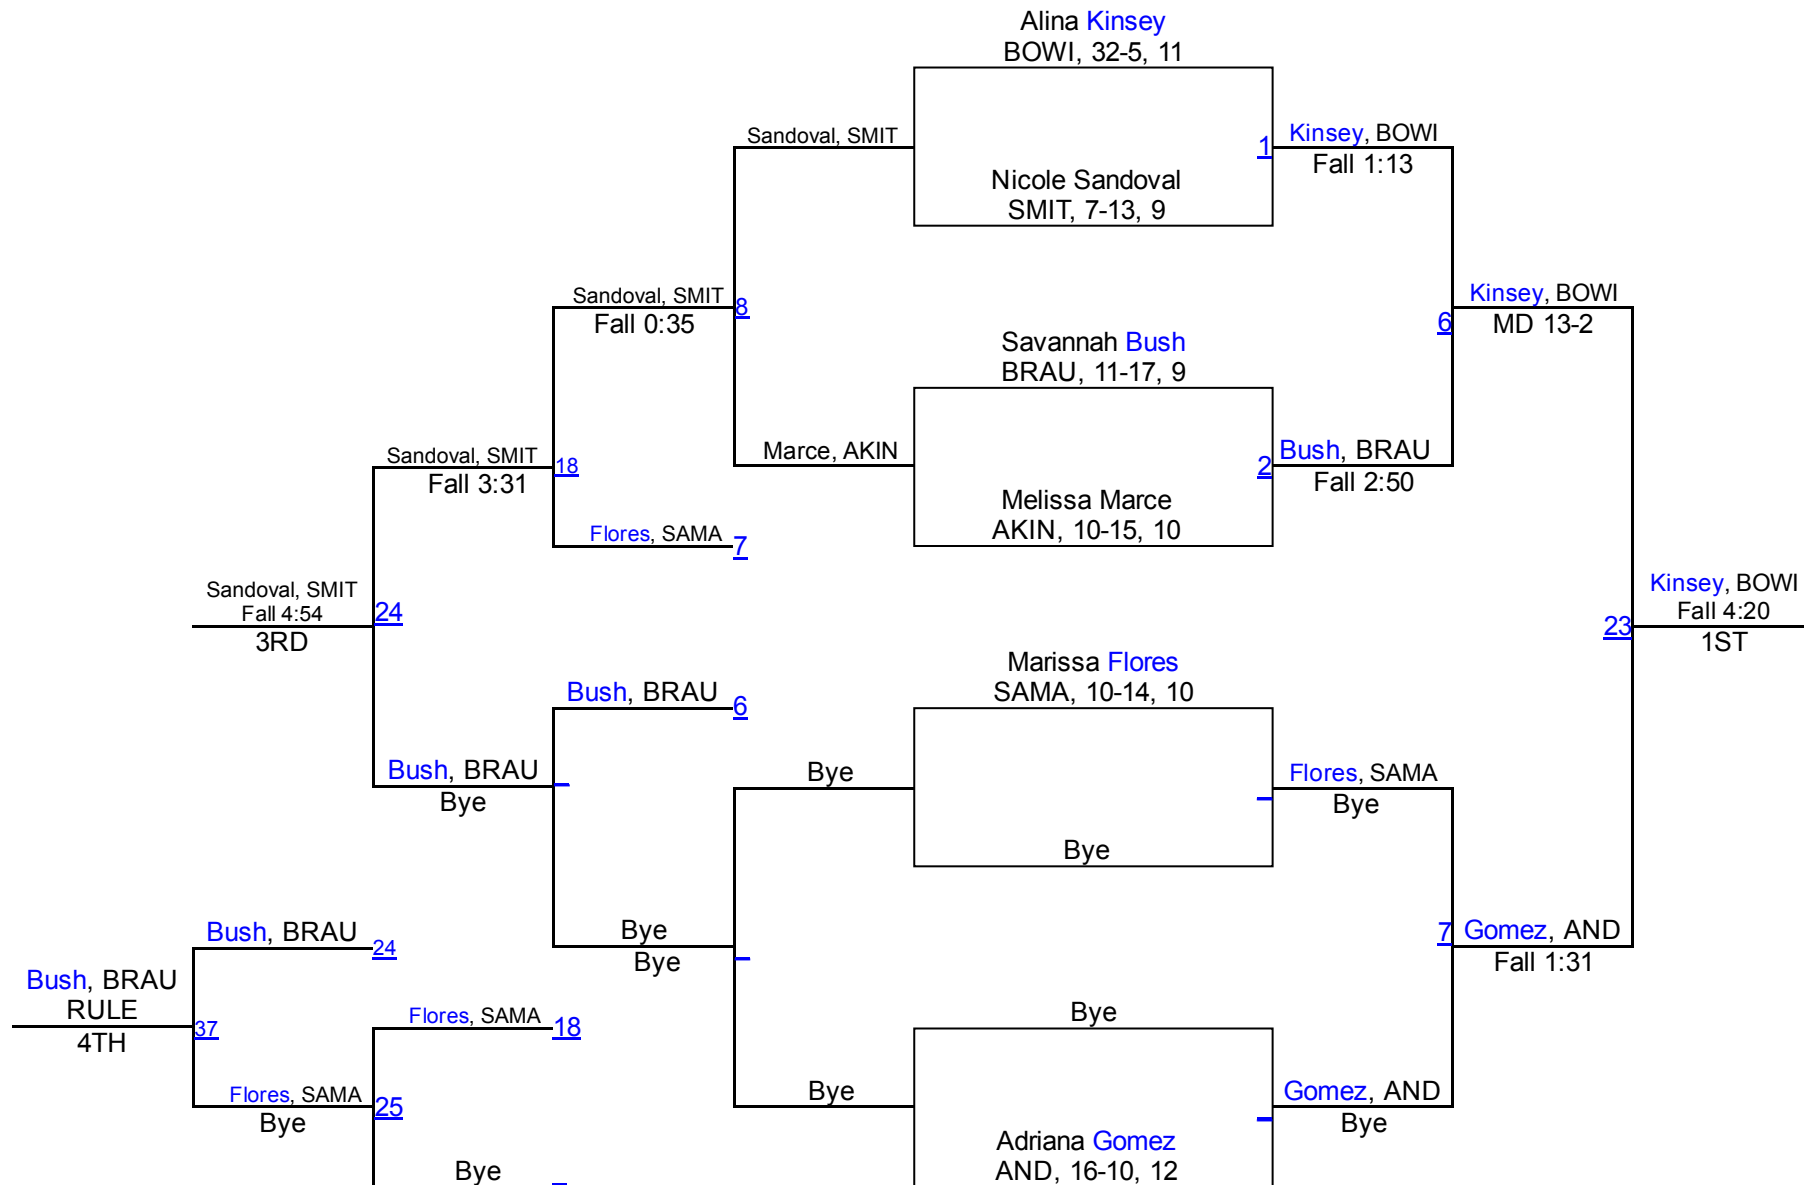 Alina Kinsey
BOWI, 32-5, 11
Sandoval, SMIT
1
Kinsey, BOWI
Fall 1:13
Nicole Sandoval
SMIT, 7-13, 9
Sandoval, SMIT
Fall 0:35
8
Kinsey, BOWI
MD 13-2
6
Savannah Bush
BRAU, 11-17, 9
Sandoval, SMIT
Fall 3:31
18
Marce, AKIN
2
Bush, BRAU
Fall 2:50
Melissa Marce
AKIN, 10-15, 10
Flores, SAMA
7
Sandoval, SMIT
Fall 4:54
3RD
24
Kinsey, BOWI
Fall 4:20
1ST
23
Marissa Flores
SAMA, 10-14, 10
Bush, BRAU
6
Bush, BRAU
Bye
Bye
Flores, SAMA
Bye
Bye
Bush, BRAU
24
Bye
Bye
7
Gomez, AND
Fall 1:31
Bush, BRAU
RULE
4TH
37
Flores, SAMA
18
Bye
Flores, SAMA
Bye
25
Bye
Gomez, AND
Bye
Adriana Gomez
AND, 16-10, 12
Bye